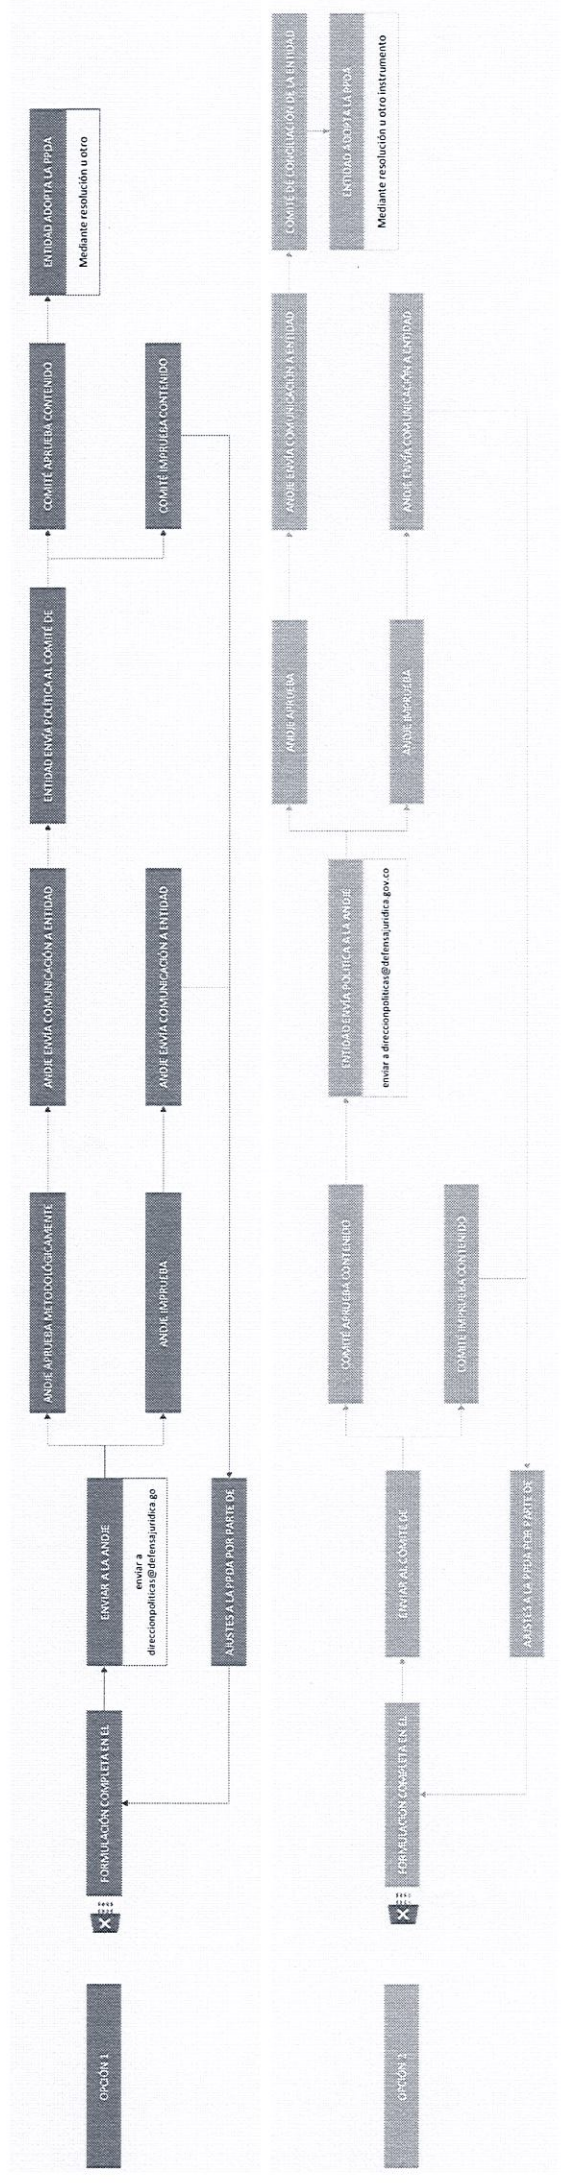 OPCIÓN 1
FORMULACIÓN COMPLETA EN EL
ENVIAR A LA ANDJE
enviar a
direccionpoliticas@defensajuridica.go
AJUSTES A LA PPDA POR PARTE DE
ANDJE APRUEBA METODOLÓGICAMENTE
ANDJE IMPRUEBA
ANDJE ENVÍA COMUNICACIÓN A ENTIDAD
ANDJE ENVÍA COMUNICACIÓN A ENTIDAD
ENTIDAD ENVÍA POLÍTICA AL COMITÉ DE
COMITÉ APRUEBA CONTENIDO
COMITÉ IMPRUEBA CONTENIDO
ENTIDAD ADOPTA LA PPDA
Mediante resolución u otro
OPCIÓN 2
FORMULACIÓN COMPLETA EN EL
ENVIAR AL COMITÉ DE
AJUSTES A LA PPDA POR PARTE DE
COMITÉ APRUEBA CONTENIDO
COMITÉ IMPRUEBA CONTENIDO
ENTIDAD ENVÍA POLÍTICA A LA ANDJE
enviar a direccionpoliticas@defensajuridica.gov.co
ANDJE APRUEBA
ANDJE IMPRUEBA
ANDJE ENVÍA COMUNICACIÓN A ENTIDAD
ANDJE ENVÍA COMUNICACIÓN A ENTIDAD
COMITÉ DE CONCILIACIÓN DE LA ENTIDAD
ENTIDAD ADOPTA LA PPDA
Mediante resolución u otro instrumento